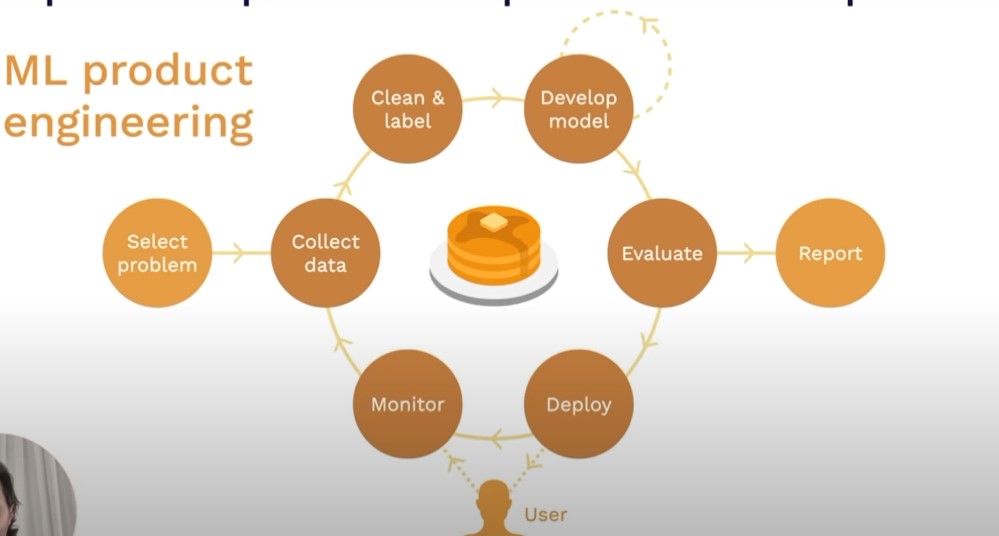 ML product
engineering
Clean &
label
Develop
model
Select
problem
Collect
data
Evaluate
Report
Monitor
Deploy
User